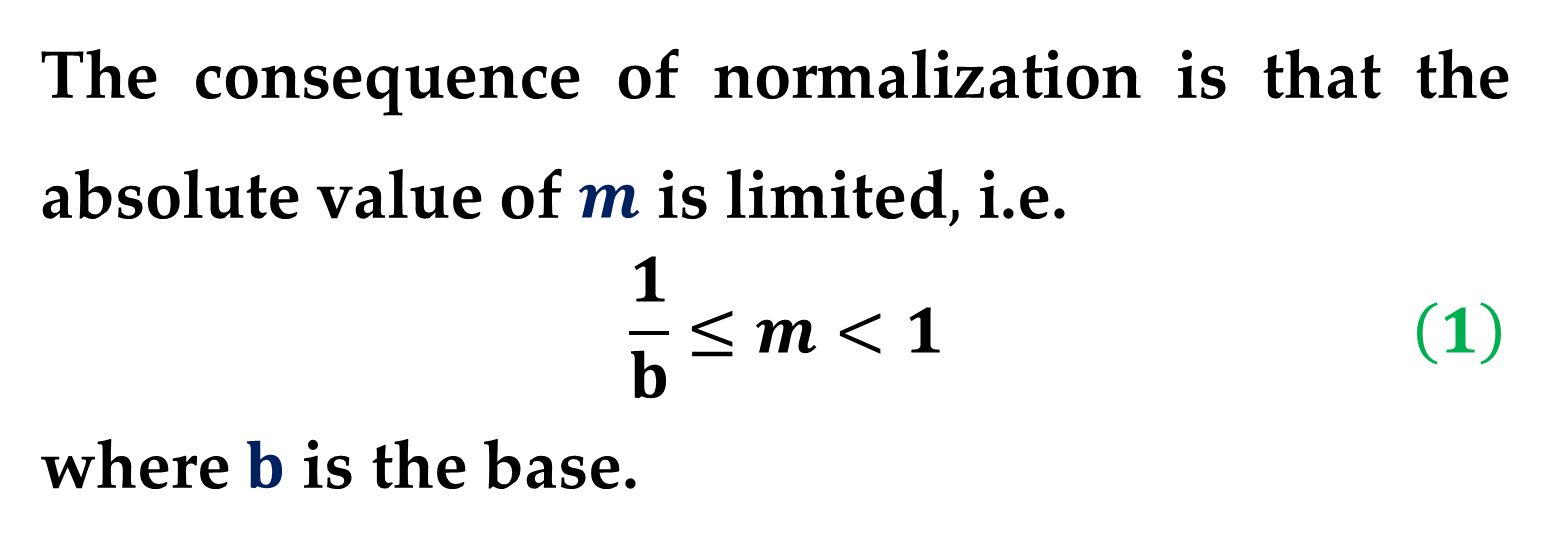 The consequence of normalization is that the
absolute value of m is limited, i.e.
1/b ≤ m < 1 (1)
where b is the base.